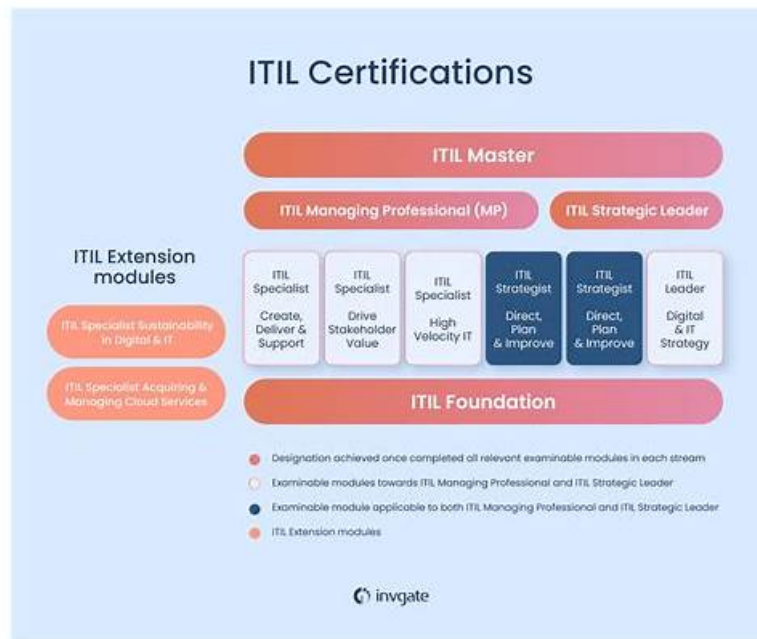 ITIL Certifications
ITIL Master
ITIL Managing Professional (MP)
ITIL Strategic Leader
ITIL Extension
modules
ITIL Specialist Sustainability
in Digital & IT
ITIL Specialist Acquiring &
Managing Cloud Services
ITIL
Specialist
Create,
Deliver &
Support
ITIL
Specialist
Drive
Stakeholder
Value
ITIL
Specialist
High
Velocity IT
ITIL
Strategist
Direct,
Plan
& Improve
ITIL
Strategist
Direct,
Plan
& Improve
ITIL
Leader
Digital
& IT
Strategy
ITIL Foundation
Designation achieved once completed all relevant examinable modules in each stream
Examinable modules towards ITIL Managing Professional and ITIL Strategic Leader
Examinable module applicable to both ITIL Managing Professional and ITIL Strategic Leader
ITIL Extension modules
invgate